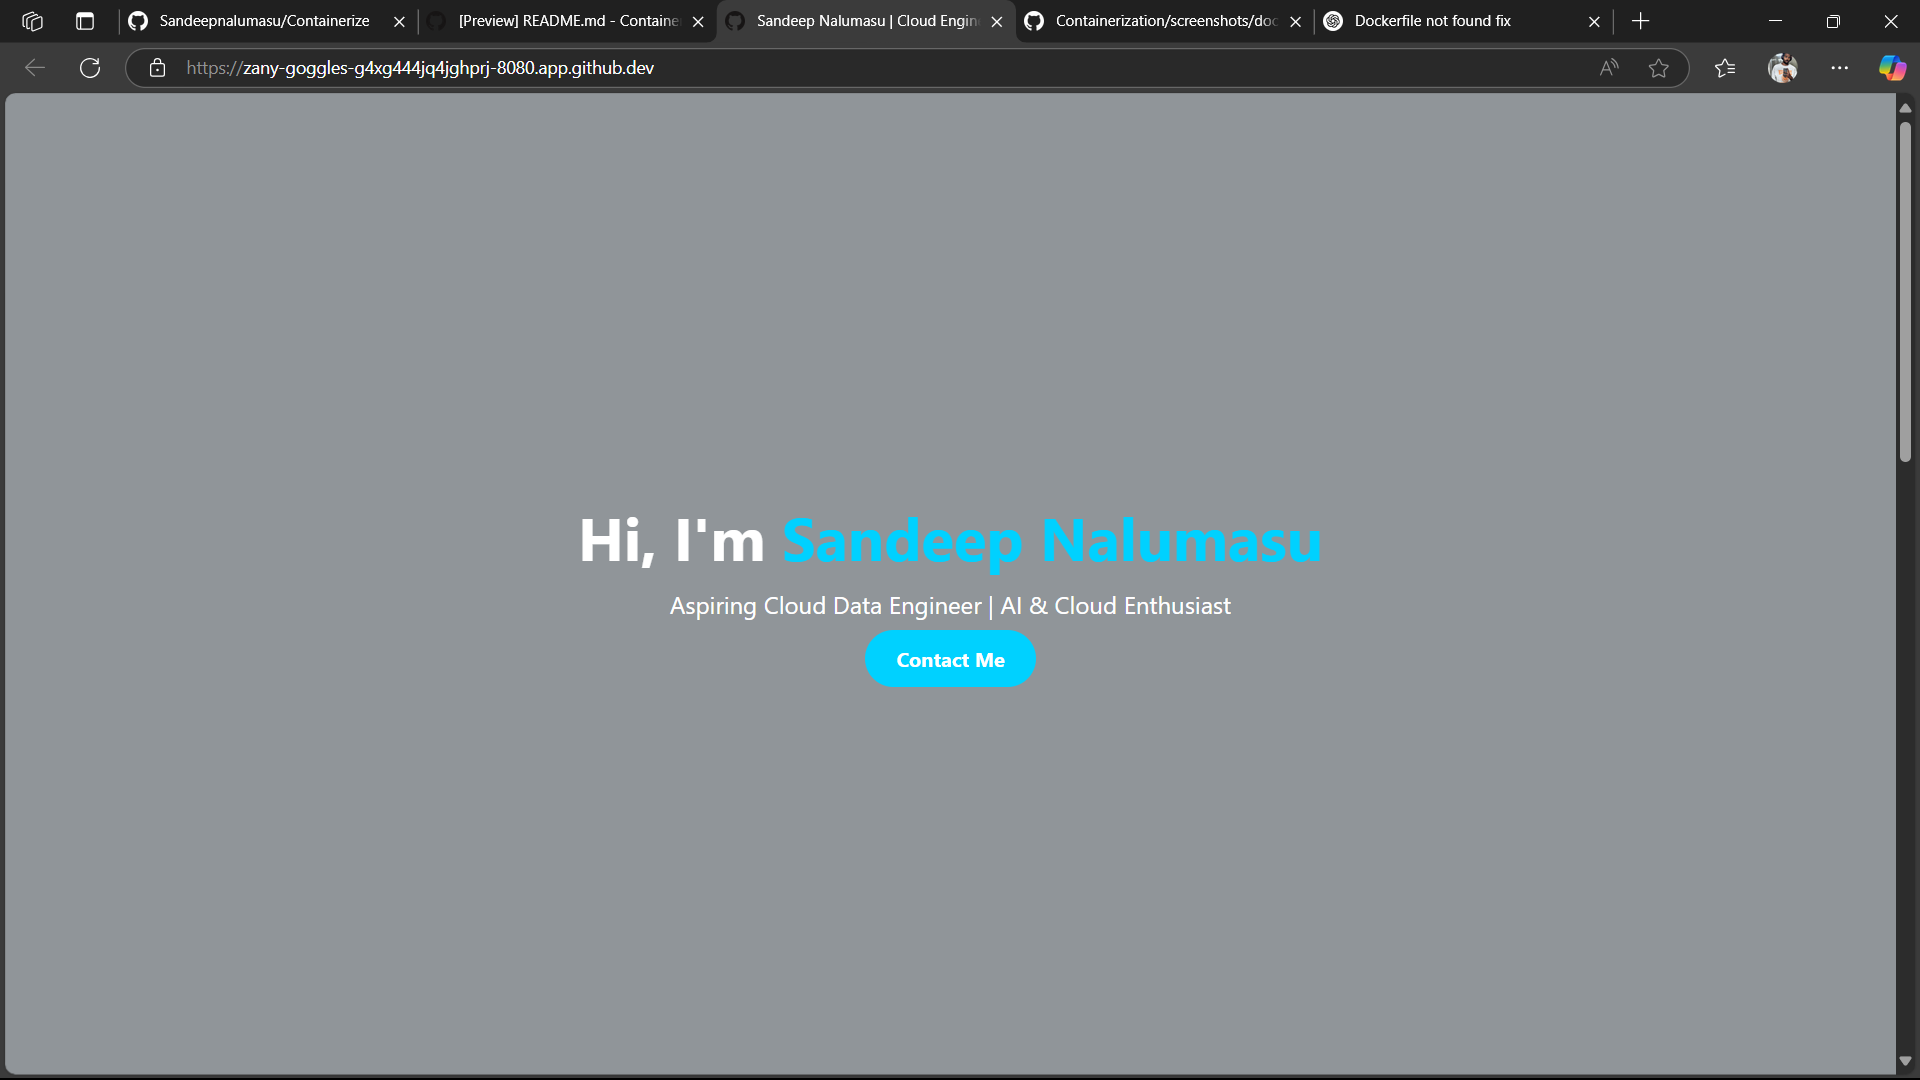 Sandeepnalumasu/Containerize
[Preview] README.md - Containe
Sandeep Nalumasu | Cloud Engin
Containerization/screenshots/doc
Dockerfile not found fix
https://zany-goggles-g4xg444jq4jghprj-8080.app.github.dev
Hi, I'm Sandeep Nalumasu
Aspiring Cloud Data Engineer | AI & Cloud Enthusiast
Contact Me